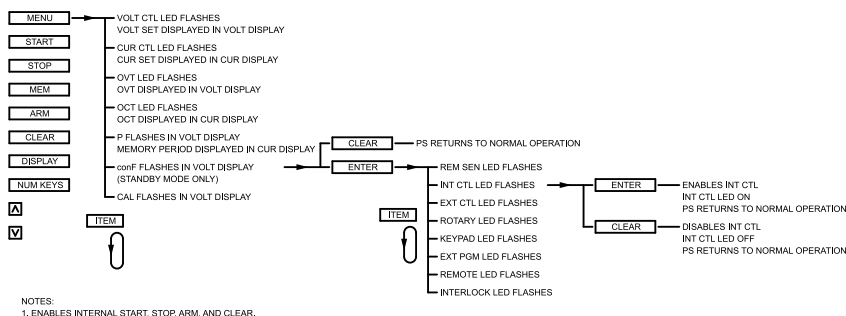 MENU
START
STOP
MEM
ARM
CLEAR
DISPLAY
NUM KEYS
VOLT CTL LED FLASHES
VOLT SET DISPLAYED IN VOLT DISPLAY
CUR CTL LED FLASHES
CUR SET DISPLAYED IN CUR DISPLAY
OVT LED FLASHES
OVT DISPLAYED IN VOLT DISPLAY
OCT LED FLASHES
OCT DISPLAYED IN CUR DISPLAY
P FLASHES IN VOLT DISPLAY
MEMORY PERIOD DISPLAYED IN CUR DISPLAY
conF FLASHES IN VOLT DISPLAY
(STANDBY MODE ONLY)
CAL FLASHES IN VOLT DISPLAY
ITEM
CLEAR
PS RETURNS TO NORMAL OPERATION
ENTER
REM SEN LED FLASHES
INT CTL LED FLASHES
EXT CTL LED FLASHES
ROTARY LED FLASHES
KEYPAD LED FLASHES
EXT PGM LED FLASHES
REMOTE LED FLASHES
INTERLOCK LED FLASHES
ITEM
ENTER
ENABLES INT CTL
INT CTL LED ON
PS RETURNS TO NORMAL OPERATION
CLEAR
DISABLES INT CTL
INT CTL LED OFF
PS RETURNS TO NORMAL OPERATION
NOTES:
1. ENABLES INTERNAL START, STOP, ARM, AND CLEAR.